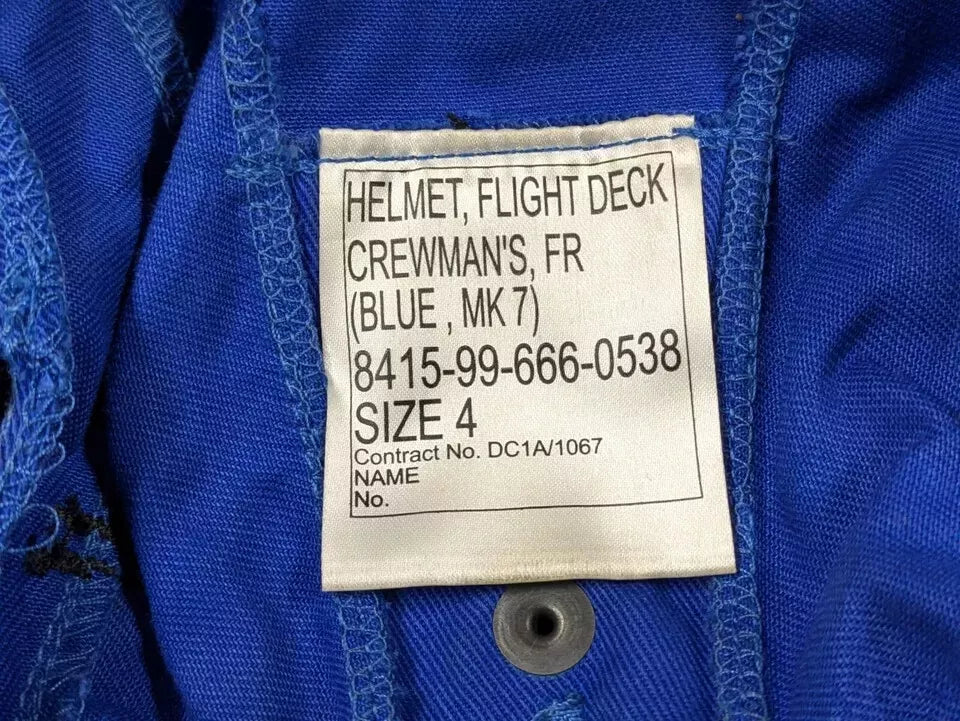 HELMET, FLIGHT DECK
CREWMAN'S, FR
(BLUE , MK 7)
8415-99-666-0538
SIZE 4
Contract No. DC1A/1067
NAME
No.